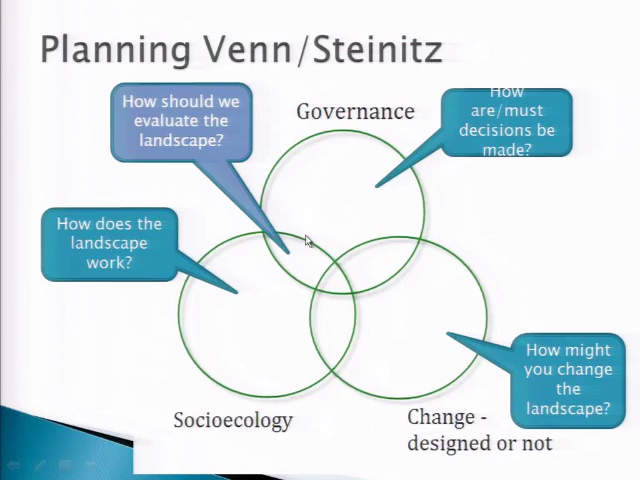 Planning Venn/Steinitz
How should we
evaluate the
landscape?
Governance
How
are/must
decisions be
made?
How does the
landscape
work?
How might
you change
the
landscape?
Socioecology
Change -
designed or not